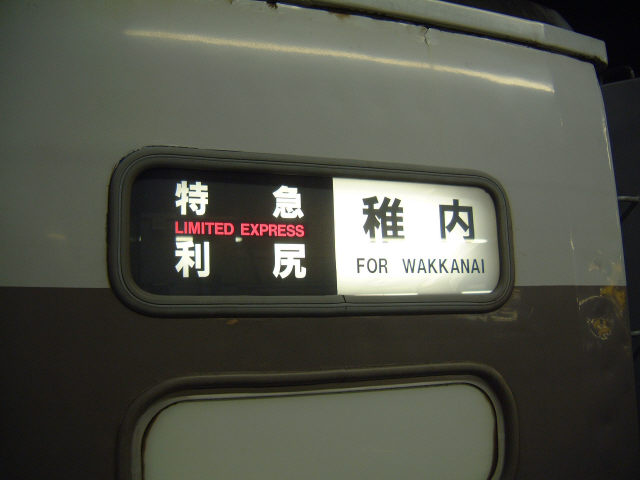 特急
LIMITED EXPRESS
利尻
稚内
FOR WAKKANAI